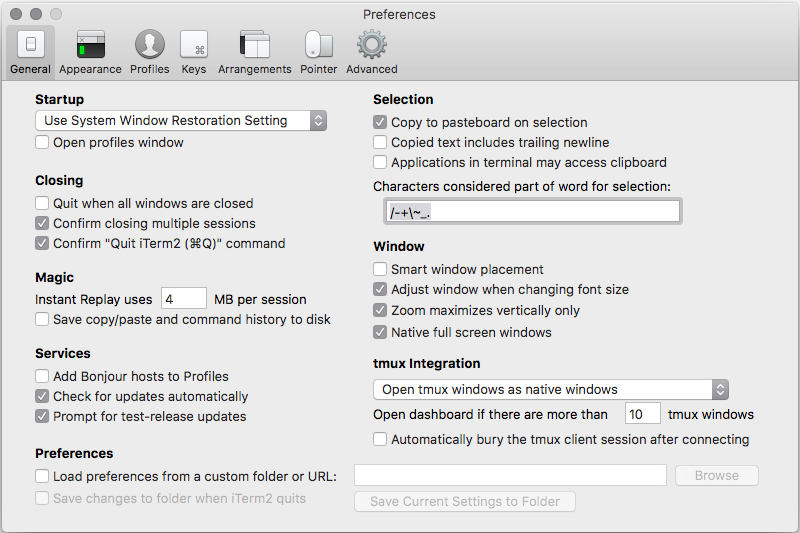 Preferences
General Appearance Profiles Keys Arrangements Pointer Advanced
Startup
Use System Window Restoration Setting
Open profiles window
Closing
Quit when all windows are closed
Confirm closing multiple sessions
Confirm "Quit iTerm2 (⌘Q)" command
Magic
Instant Replay uses 4 MB per session
Save copy/paste and command history to disk
Services
Add Bonjour hosts to Profiles
Check for updates automatically
Prompt for test-release updates
Selection
Copy to pasteboard on selection
Copied text includes trailing newline
Applications in terminal may access clipboard
Characters considered part of word for selection:
/-+\~_.
Window
Smart window placement
Adjust window when changing font size
Zoom maximizes vertically only
Native full screen windows
tmux Integration
Open tmux windows as native windows
Open dashboard if there are more than 10 tmux windows
Automatically bury the tmux client session after connecting
Preferences
Load preferences from a custom folder or URL: Browse
Save changes to folder when iTerm2 quits Save Current Settings to Folder